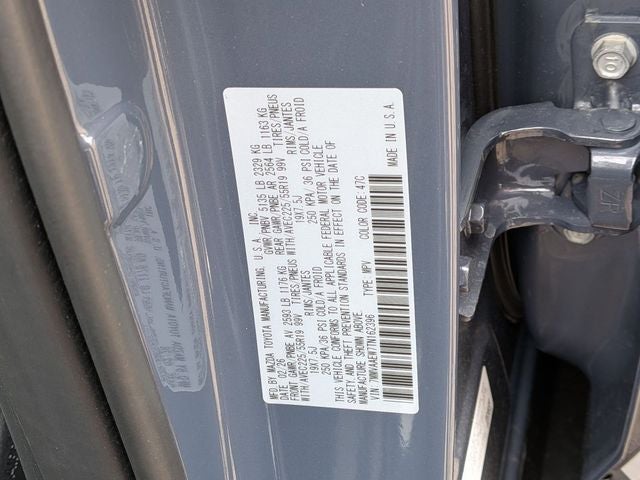 MFD. BY MAZDA TOYOTA MANUFACTURING, U.S.A. INC.
DATE: 02/26 GVWR/PNBV 5135 LB 2329 KG
FRONT GAWR/PNBE AV 2593 LB 1176 KG REAR GAWR/PNBE AR 2564 LB 1163 KG
WITH/AVEC225/55R19 99V TIRES/PNEUS WITH/AVEC225/55R19 99V TIRES/PNEUS
19X7.5J RIMS/JANTES 19X7.5J RIMS/JANTES
250 KPA/36 PSI COLD/A FROID 250 KPA/36 PSI COLD/A FROID
THIS VEHICLE CONFORMS TO ALL APPLICABLE FEDERAL MOTOR VEHICLE
SAFETY, AND THEFT PREVENTION STANDARDS IN EFFECT ON THE DATE OF
MANUFACTURE SHOWN ABOVE.
VIN: 7MMVAAEW7TN162396 TYPE: MPV COLOR CODE: 47C
MADE IN U.S.A.